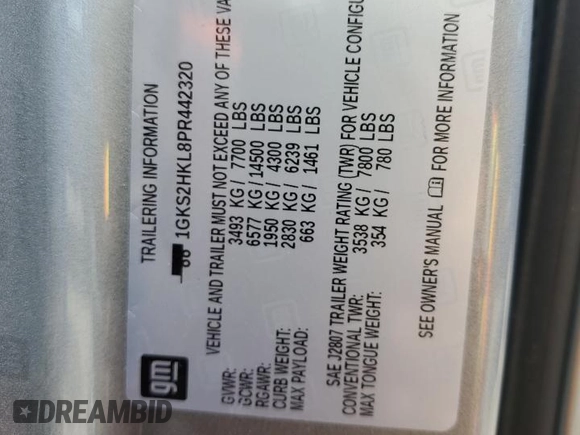 gm
TRAILERING INFORMATION
1GKS2HKL8PR442320
VEHICLE AND TRAILER MUST NOT EXCEED ANY OF THESE
GVWR: 3493 KG / 7700 LBS
GCWR: 6577 KG / 14500 LBS
RGAWR: 1950 KG / 4300 LBS
CURB WEIGHT: 2830 KG / 6239 LBS
MAX PAYLOAD: 663 KG / 1461 LBS
SAE J2807 TRAILER WEIGHT RATING (TWR) FOR VEHICLE
CONVENTIONAL TWR: 3538 KG / 7800 LBS
MAX TONGUE WEIGHT: 354 KG / 780 LBS
SEE OWNER'S MANUAL FOR MORE INFORMATION
DREAMBID